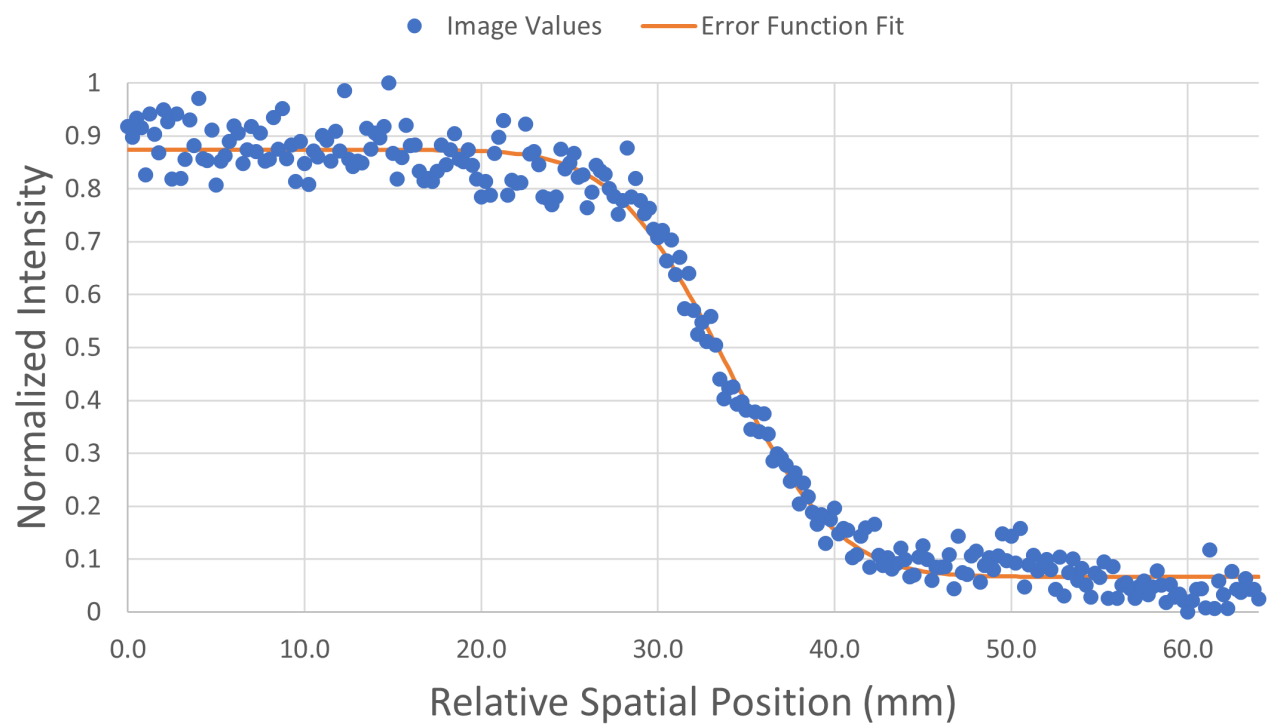 Image Values Error Function Fit
Normalized Intensity
1
0.9
0.8
0.7
0.6
0.5
0.4
0.3
0.2
0.1
0
0.0 10.0 20.0 30.0 40.0 50.0 60.0
Relative Spatial Position (mm)